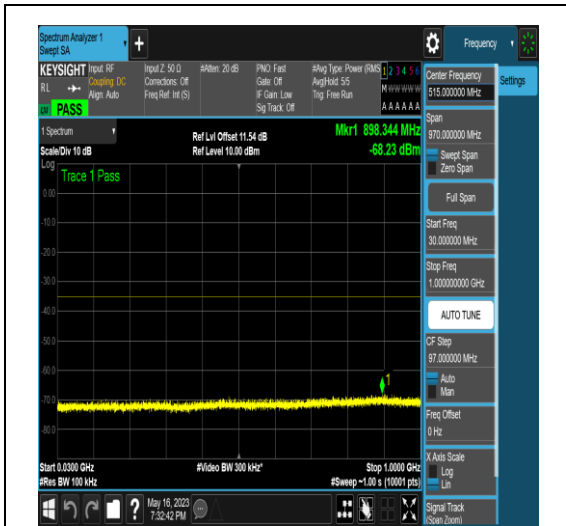 Spectrum Analyzer 1
Swept SA
Frequency
KEYSIGHT
RL
Input: RF
Coupling: DC
Align: Auto
Input Z: 50 Ω
Corrections: Off
Freq Ref: Int (S)
#Atten: 20 dB
PNO: Fast
Gate: Off
IF Gain: Low
Sig Track: Off
#Avg Type: Power (RMS
Avg|Hold: 5/5
Trig: Free Run
1 2 3 4 5 6
M W W W W W
A A A A A A
PASS
1 Spectrum
Scale/Div 10 dB
Ref Lvl Offset 11.54 dB
Ref Level 10.00 dBm
Mkr1 898.344 MHz
-68.23 dBm
Log
Trace 1 Pass
0.00
-10.0
-20.0
-30.0
-40.0
-50.0
-60.0
-70.0
-80.0
1
Start 0.0300 GHz
#Res BW 100 kHz
#Video BW 300 kHz*
Stop 1.0000 GHz
#Sweep ~1.00 s (10001 pts)
May 16, 2023
7:32:42 PM
Center Frequency
515.000000 MHz
Settings
Span
970.000000 MHz
Swept Span
Zero Span
Full Span
Start Freq
30.000000 MHz
Stop Freq
1.000000000 GHz
AUTO TUNE
CF Step
97.000000 MHz
Auto
Man
Freq Offset
0 Hz
X Axis Scale
Log
Lin
Signal Track
(Span Zoom)